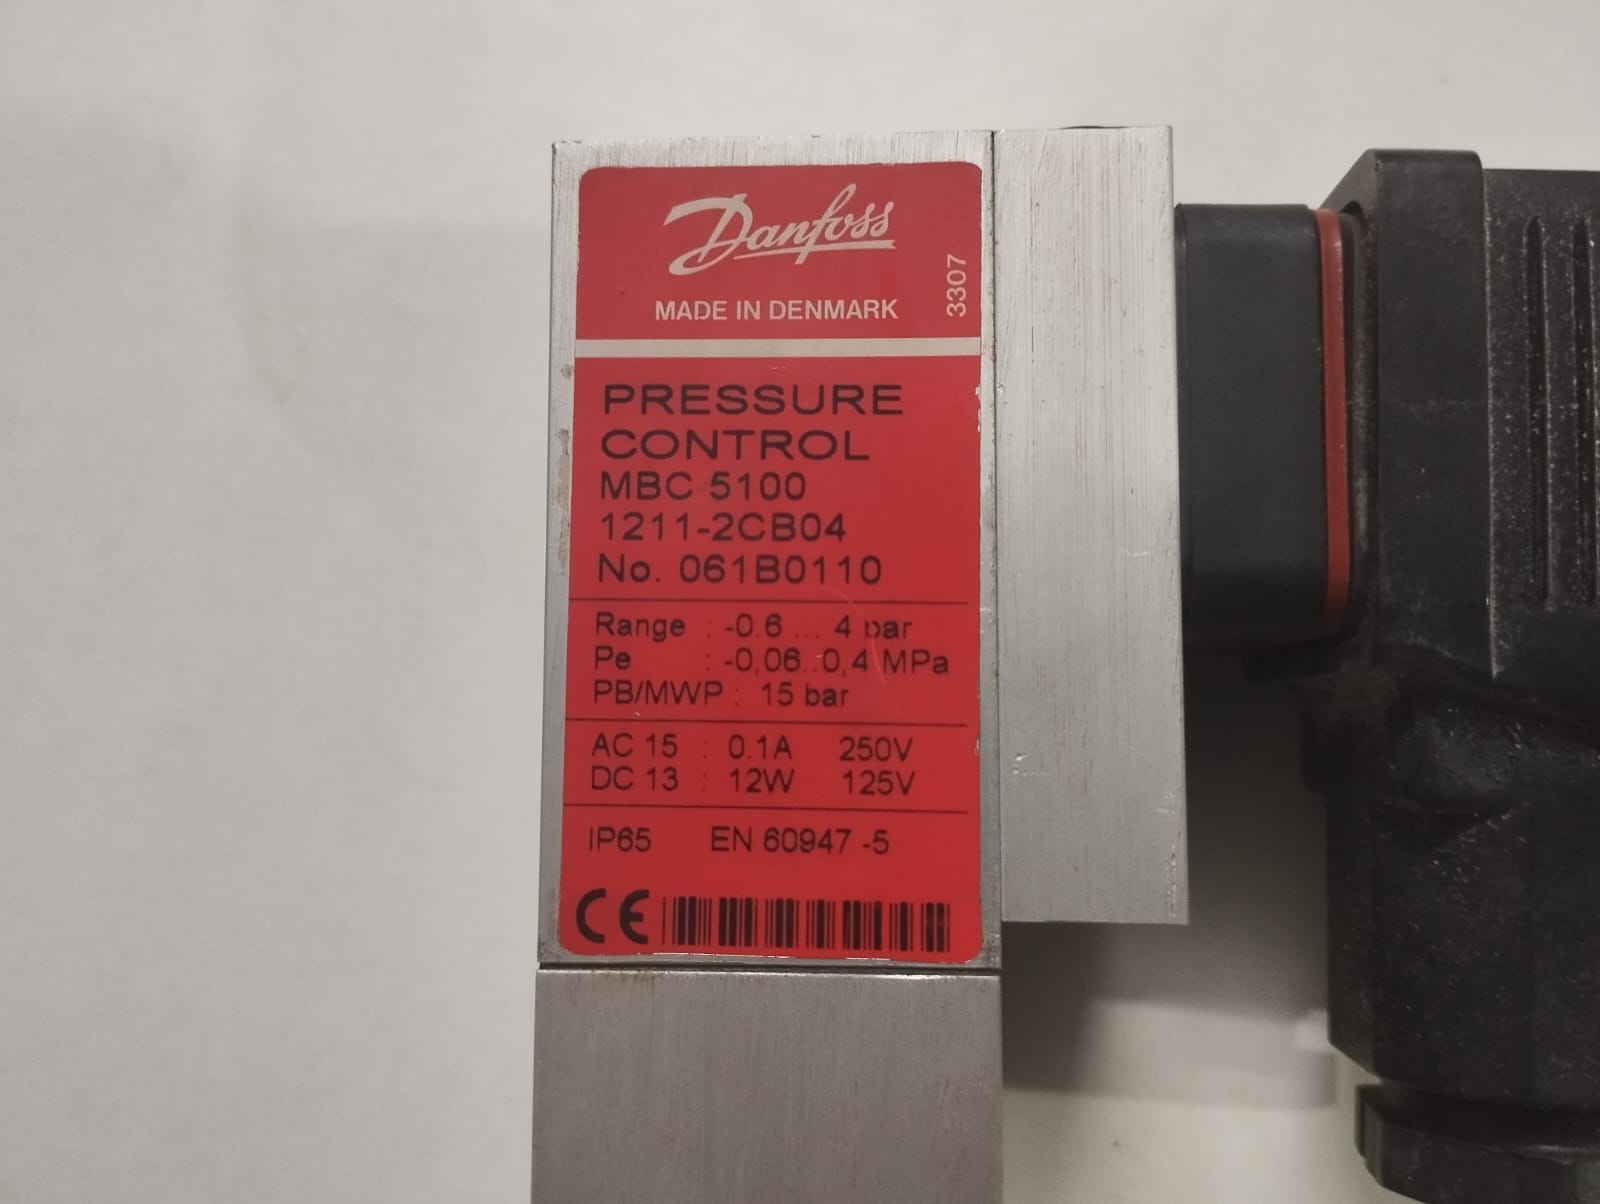 Danfoss
MADE IN DENMARK
3307
PRESSURE
CONTROL
MBC 5100
1211-2CB04
No. 061B0110
Range : -0.6 ... 4 bar
Pe : -0,06..0,4 MPa
PB/MWP : 15 bar
AC 15 : 0.1A 250V
DC 13 : 12W 125V
IP65 EN 60947 -5
CE